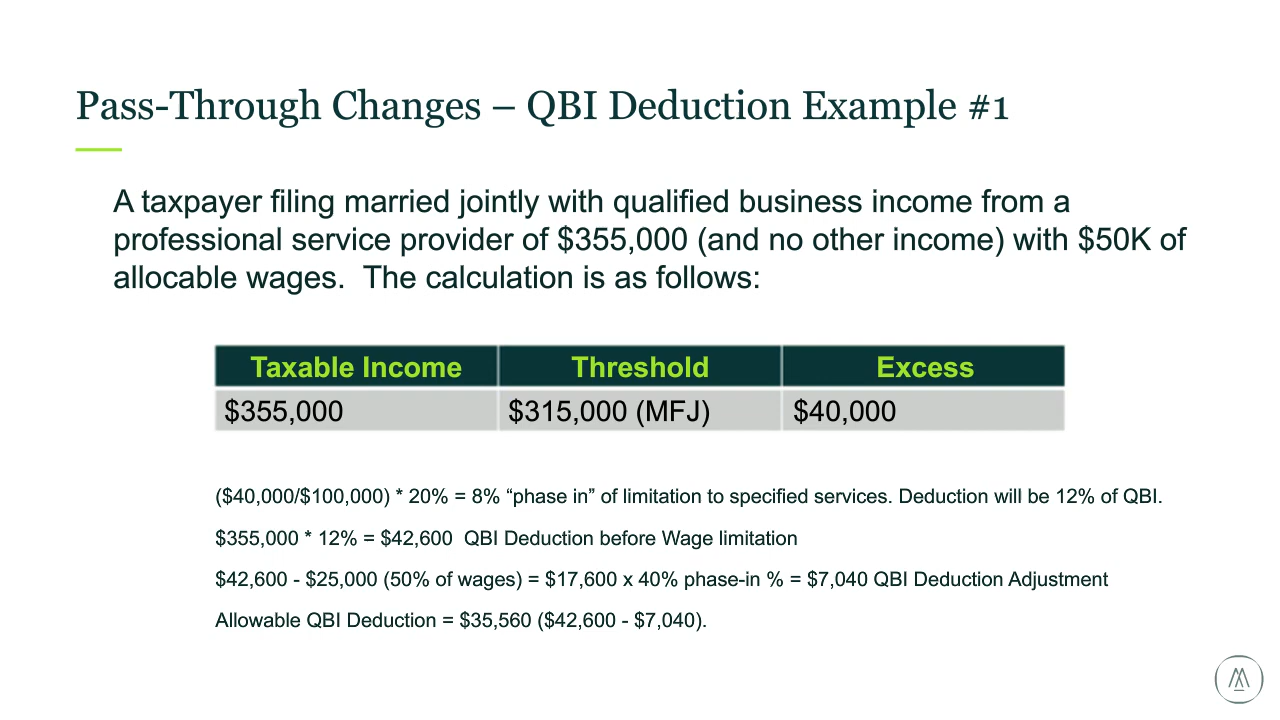 Pass-Through Changes – QBI Deduction Example #1
A taxpayer filing married jointly with qualified business income from a
professional service provider of $355,000 (and no other income) with $50K of
allocable wages.  The calculation is as follows:
Taxable Income Threshold Excess
$355,000 $315,000 (MFJ) $40,000
($40,000/$100,000) * 20% = 8% “phase in” of limitation to specified services. Deduction will be 12% of QBI.
$355,000 * 12% = $42,600  QBI Deduction before Wage limitation
$42,600 - $25,000 (50% of wages) = $17,600 x 40% phase-in % = $7,040 QBI Deduction Adjustment
Allowable QBI Deduction = $35,560 ($42,600 - $7,040).